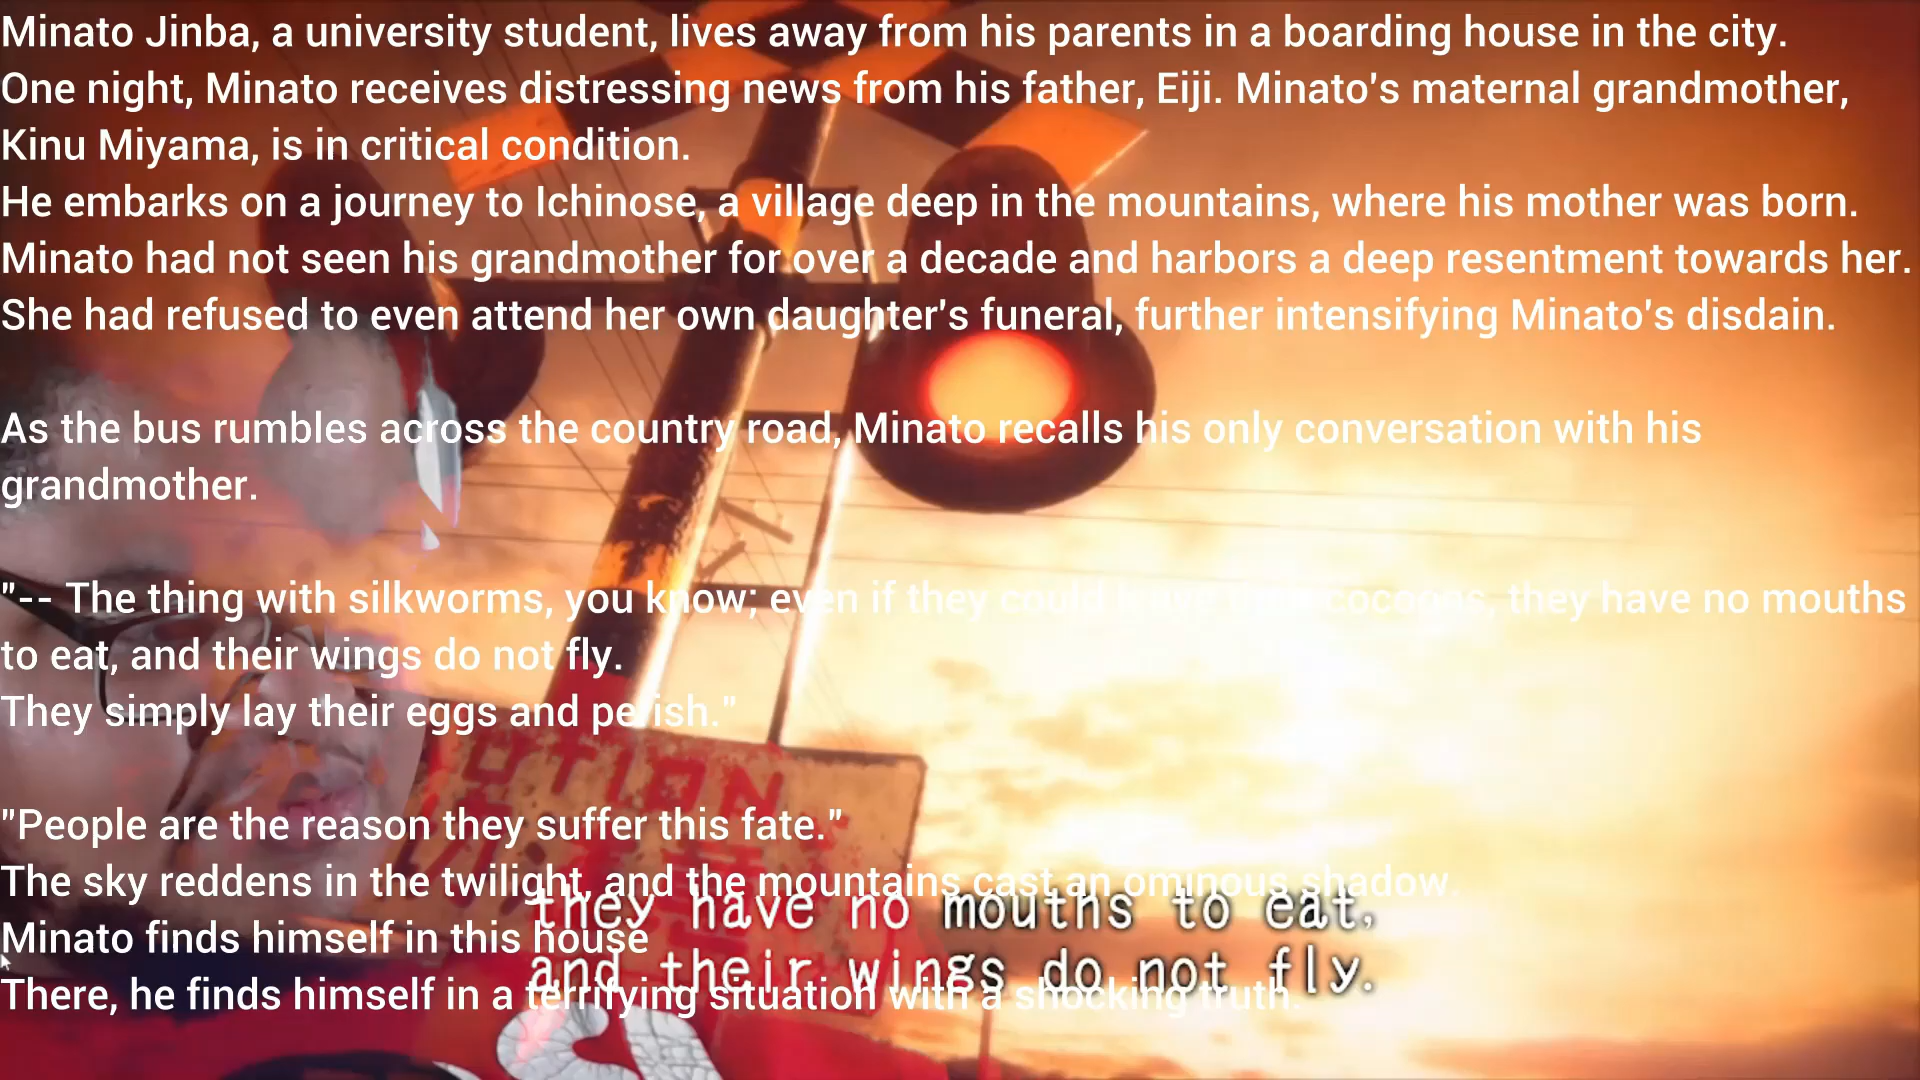 Minato Jinba, a university student, lives away from his parents in a boarding house in the city.
One night, Minato receives distressing news from his father, Eiji. Minato's maternal grandmother,
Kinu Miyama, is in critical condition.
He embarks on a journey to Ichinose, a village deep in the mountains, where his mother was born.
Minato had not seen his grandmother for over a decade and harbors a deep resentment towards her.
She had refused to even attend her own daughter's funeral, further intensifying Minato's disdain.
As the bus rumbles across the country road, Minato recalls his only conversation with his
grandmother.
"-- The thing with silkworms, you know; even if they could leave their cocoons, they have no mouths
to eat, and their wings do not fly.
They simply lay their eggs and perish."
OTION
"People are the reason they suffer this fate."
The sky reddens in the twilight, and the mountains cast an ominous shadow.
they have no mouths to eat,
Minato finds himself in this house
and their wings do not fly.
There, he finds himself in a terrifying situation with a shocking truth.